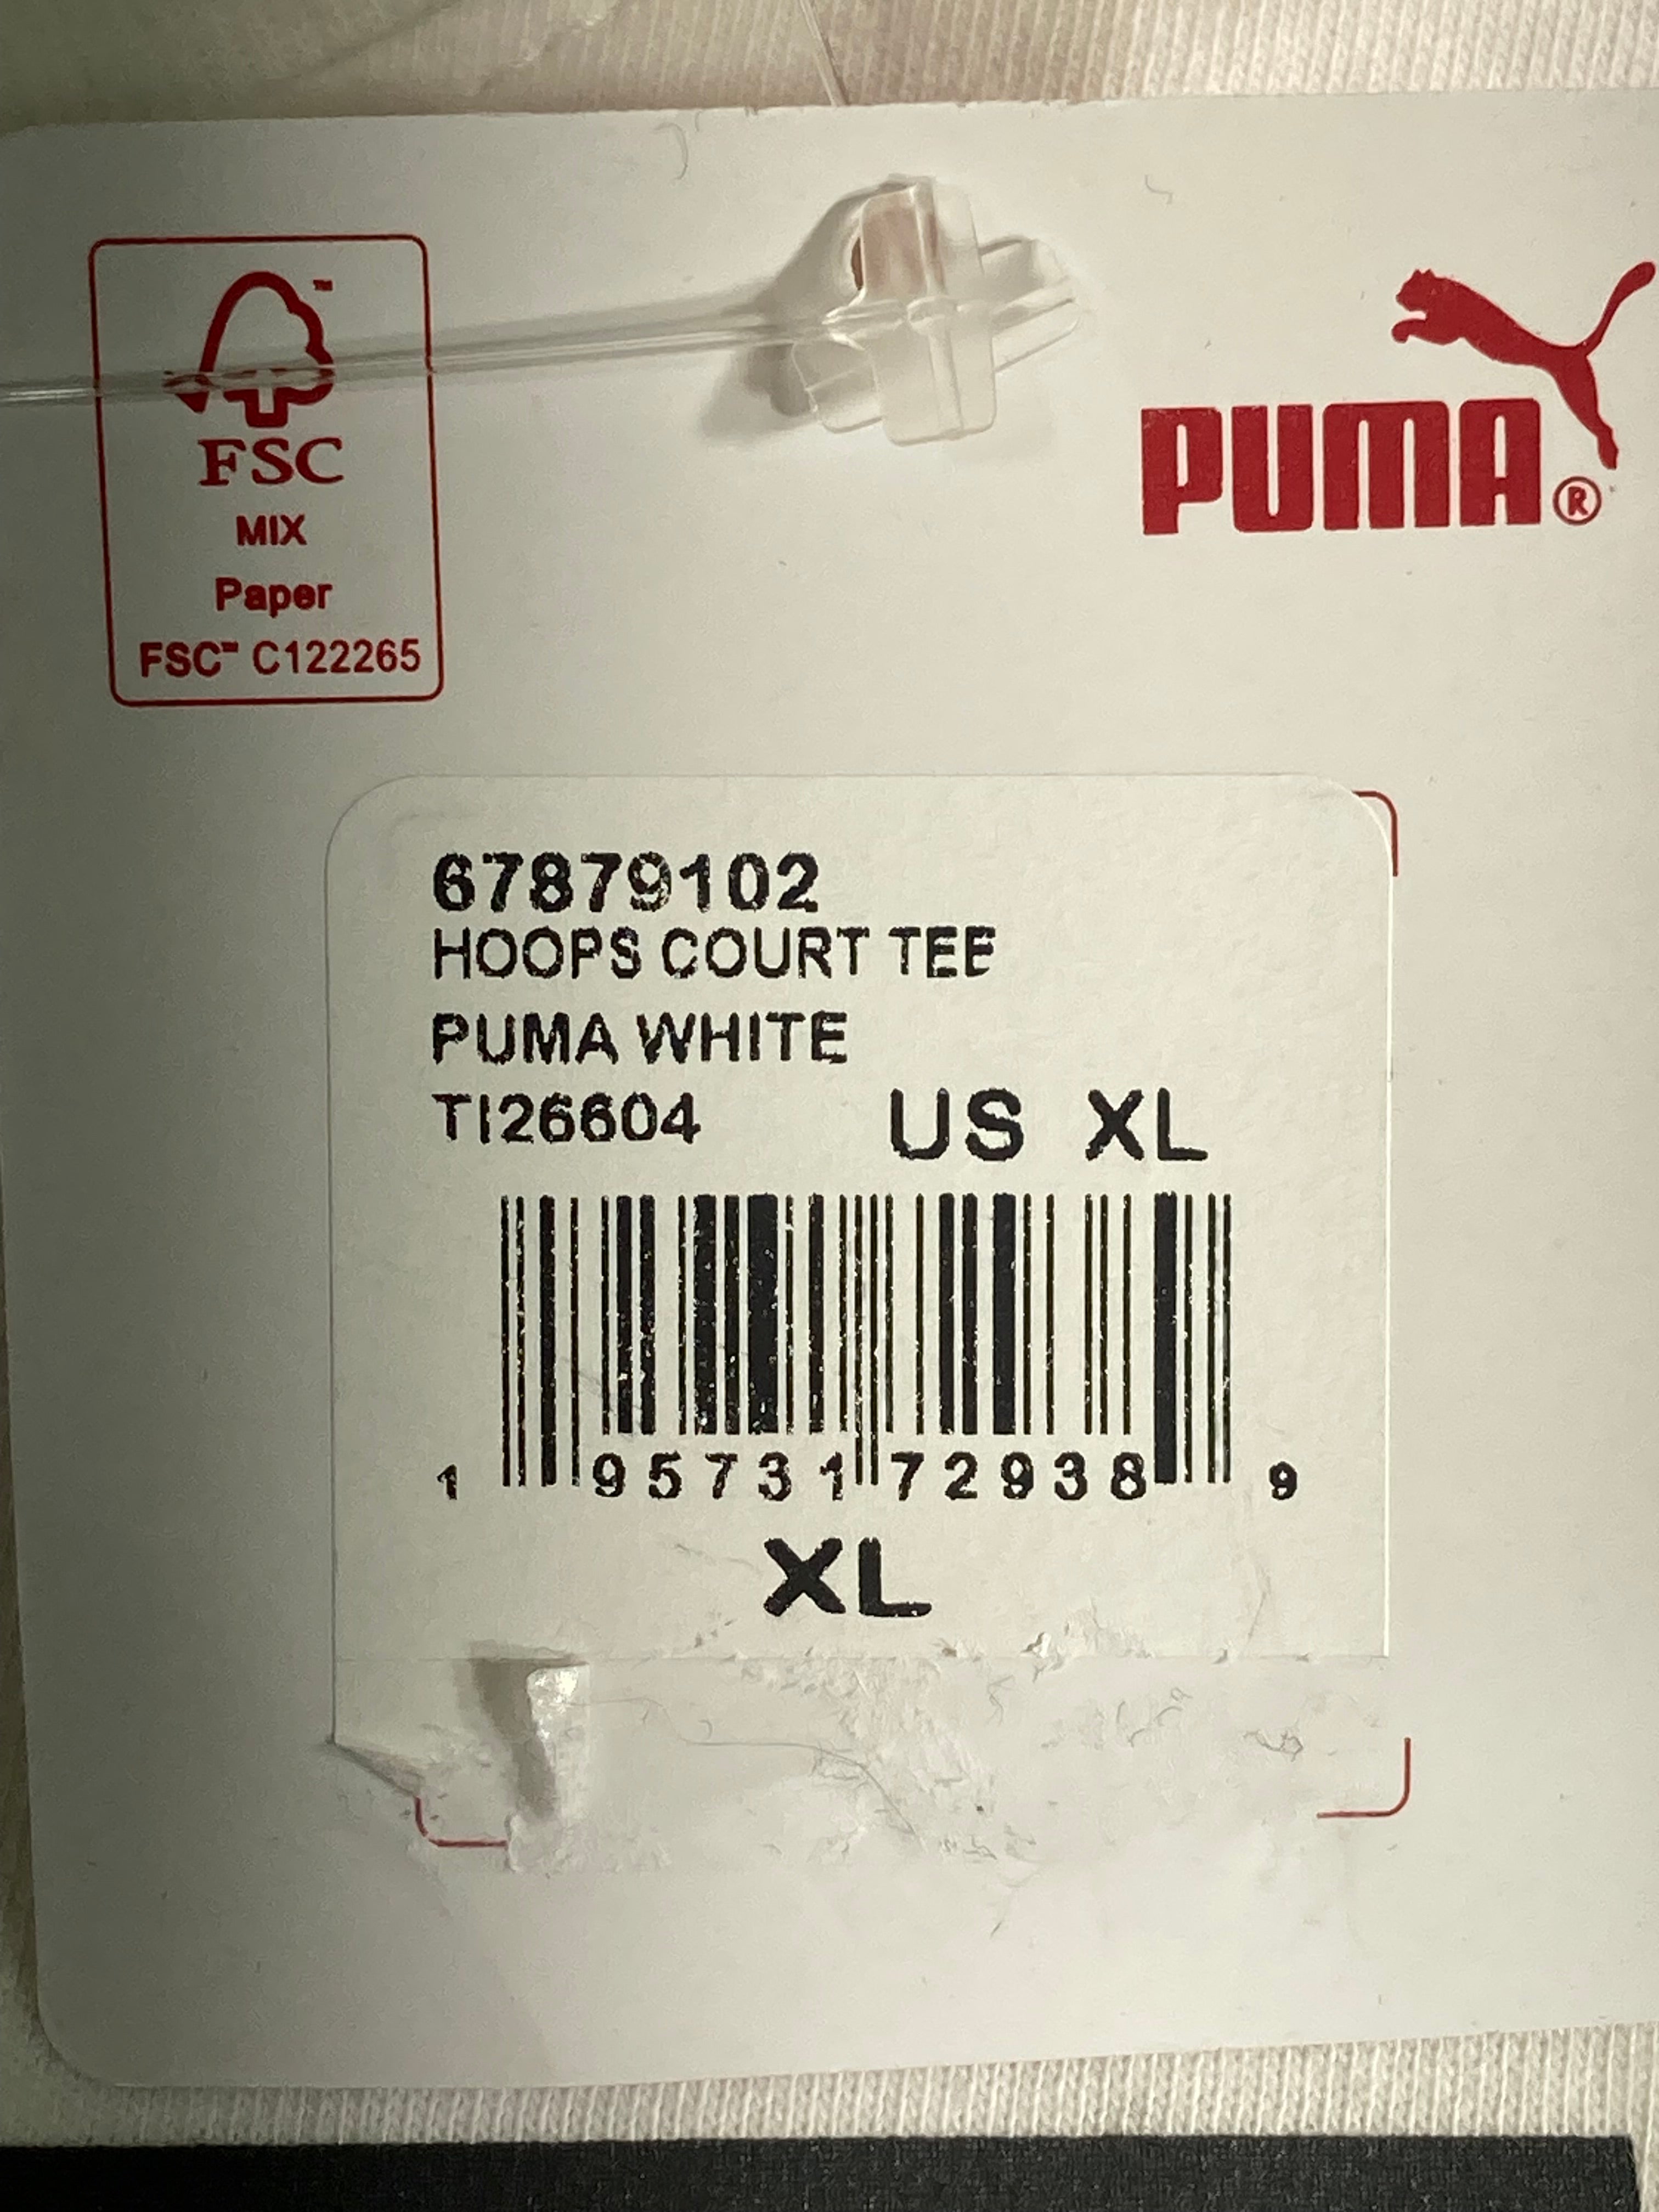 FSC™
MIX
Paper
FSC™ C122265
PUMA®
67879102
HOOPS COURT TEE
PUMA WHITE
TI26604 US XL
1 95731 72938 9
XL